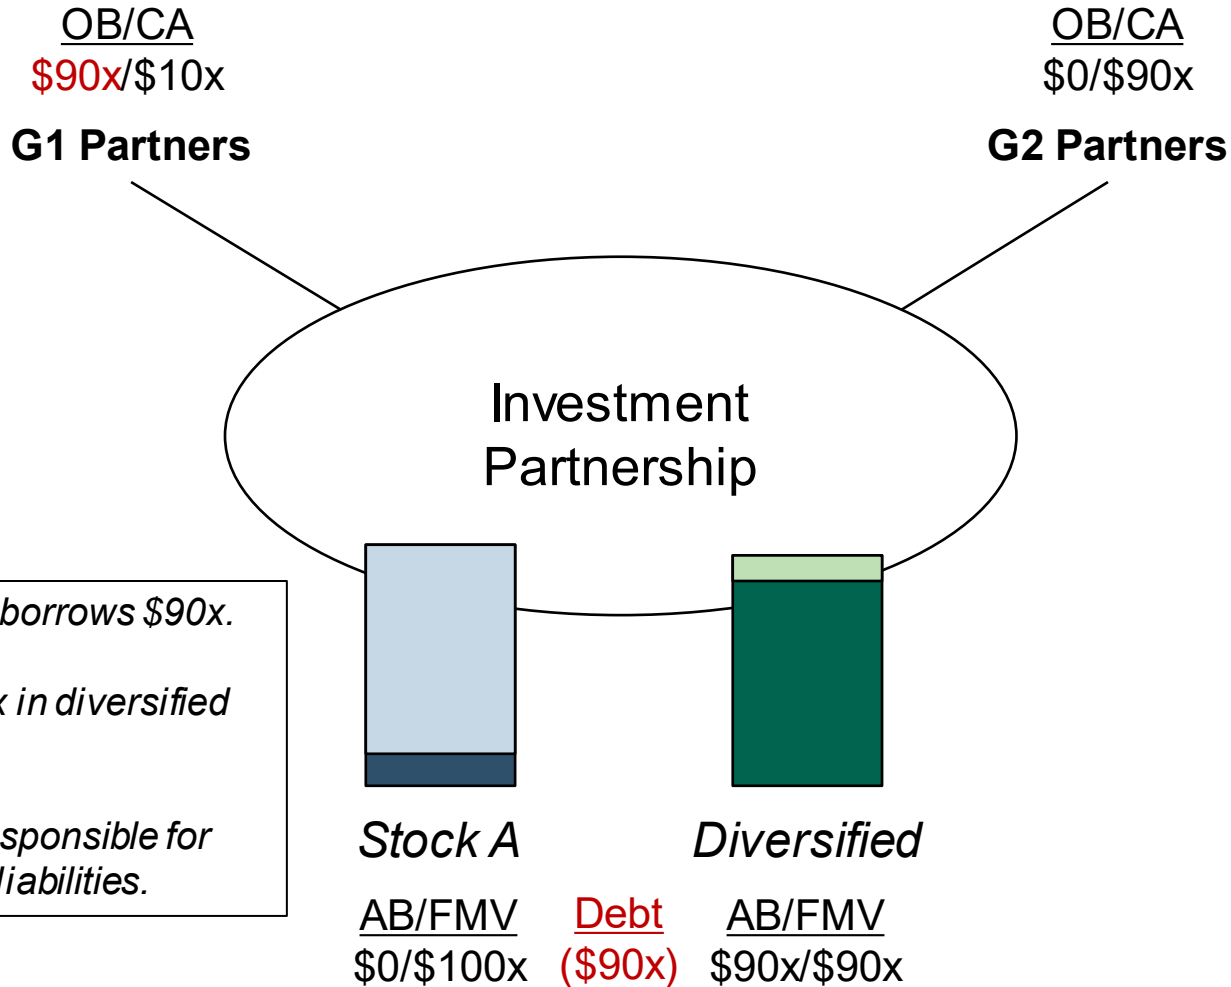 OB/CA
$90x/$10x
G1 Partners
OB/CA
$0/$90x
G2 Partners
Investment
Partnership
borrows $90x.
in diversified
responsible for
liabilities.
Stock A
Diversified
AB/FMV
$0/$100x
Debt
($90x)
AB/FMV
$90x/$90x